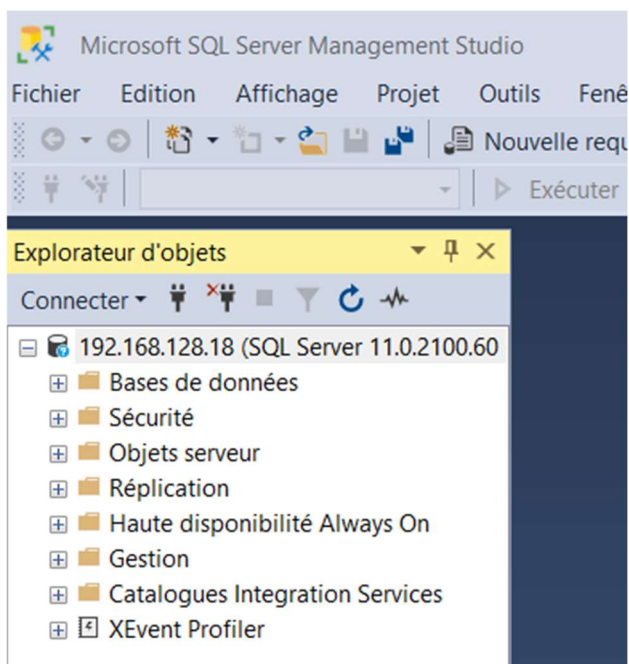 Microsoft SQL Server Management Studio
Fichier Edition Affichage Projet Outils
Nouvelle
Exécuter
Explorateur d'objets
Connecter
192.168.128.18 (SQL Server 11.0.2100.60
Bases de données
Sécurité
Objets serveur
Réplication
Haute disponibilité Always On
Gestion
Catalogues Integration Services
XEvent Profiler